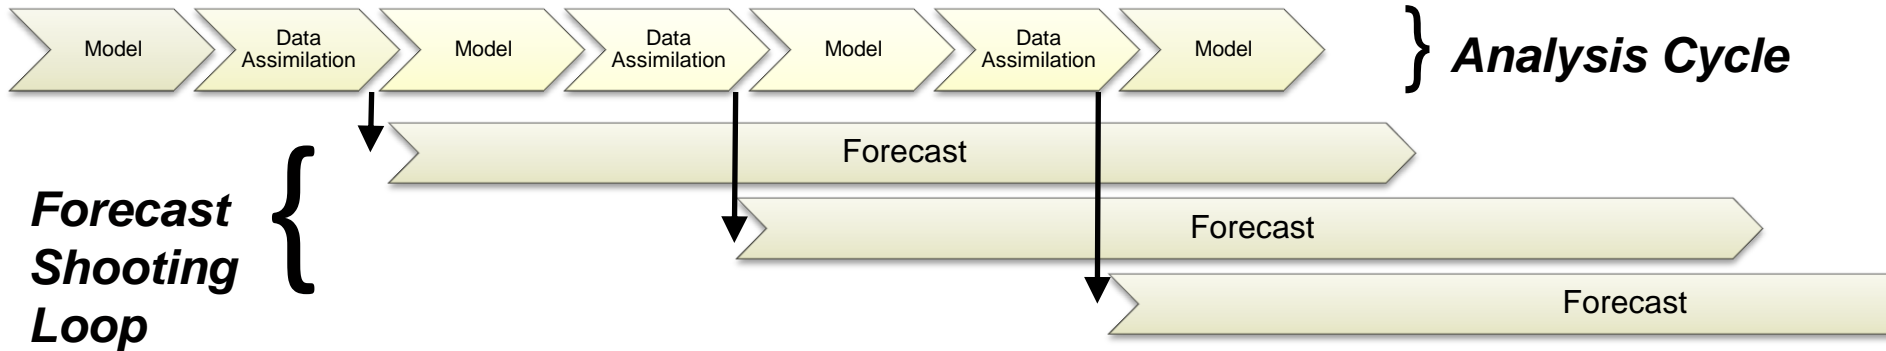 Model
Data
Assimilation
Model
Data
Assimilation
Model
Data
Assimilation
Model
Analysis Cycle
Forecast
Forecast
Forecast
Forecast
Shooting
Loop